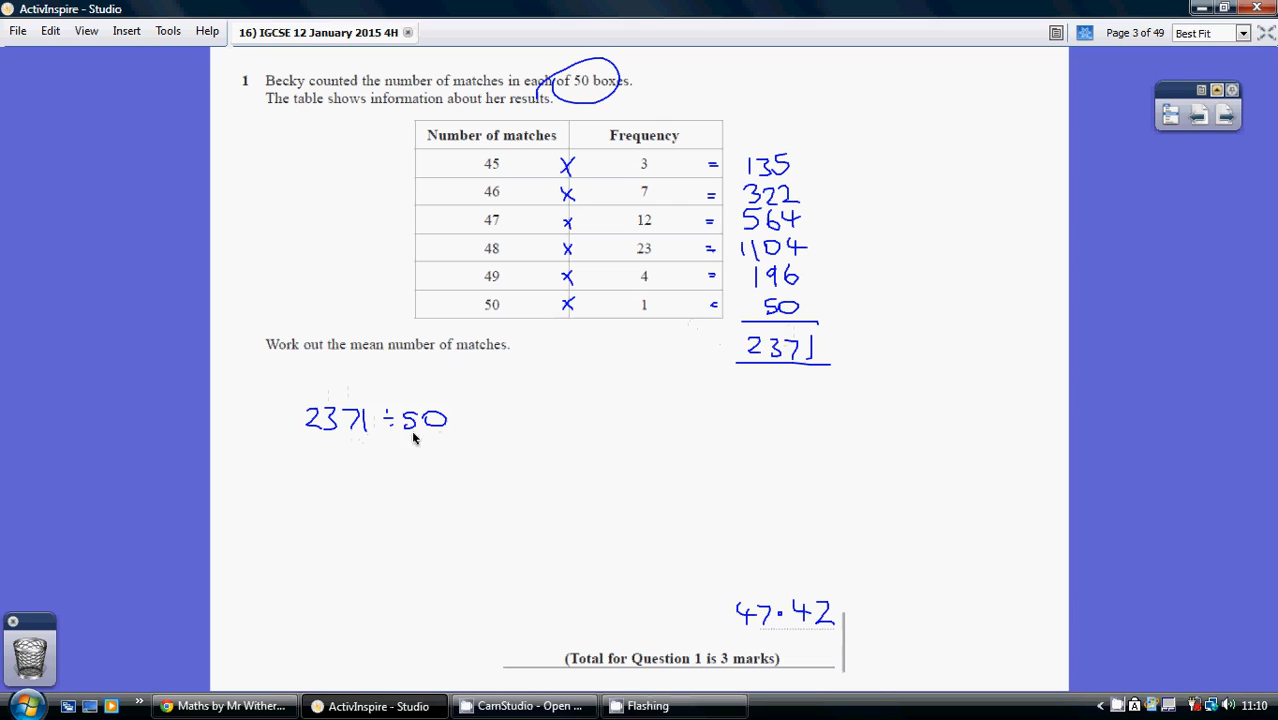 ActivInspire - Studio
File Edit View Insert Tools Help 16) IGCSE 12 January 2015 4H Page 3 of 49 Best Fit
1 Becky counted the number of matches in each of 50 boxes.
The table shows information about her results.
Number of matches Frequency
45 x 3 = 135
46 x 7 = 322
47 x 12 = 564
48 x 23 = 1104
49 x 4 = 196
50 x 1 = 50
2371
Work out the mean number of matches.
2371 ÷ 50
47.42
(Total for Question 1 is 3 marks)
Maths by Mr Wither... ActivInspire - Studio CamStudio - Open ... Flashing 11:10